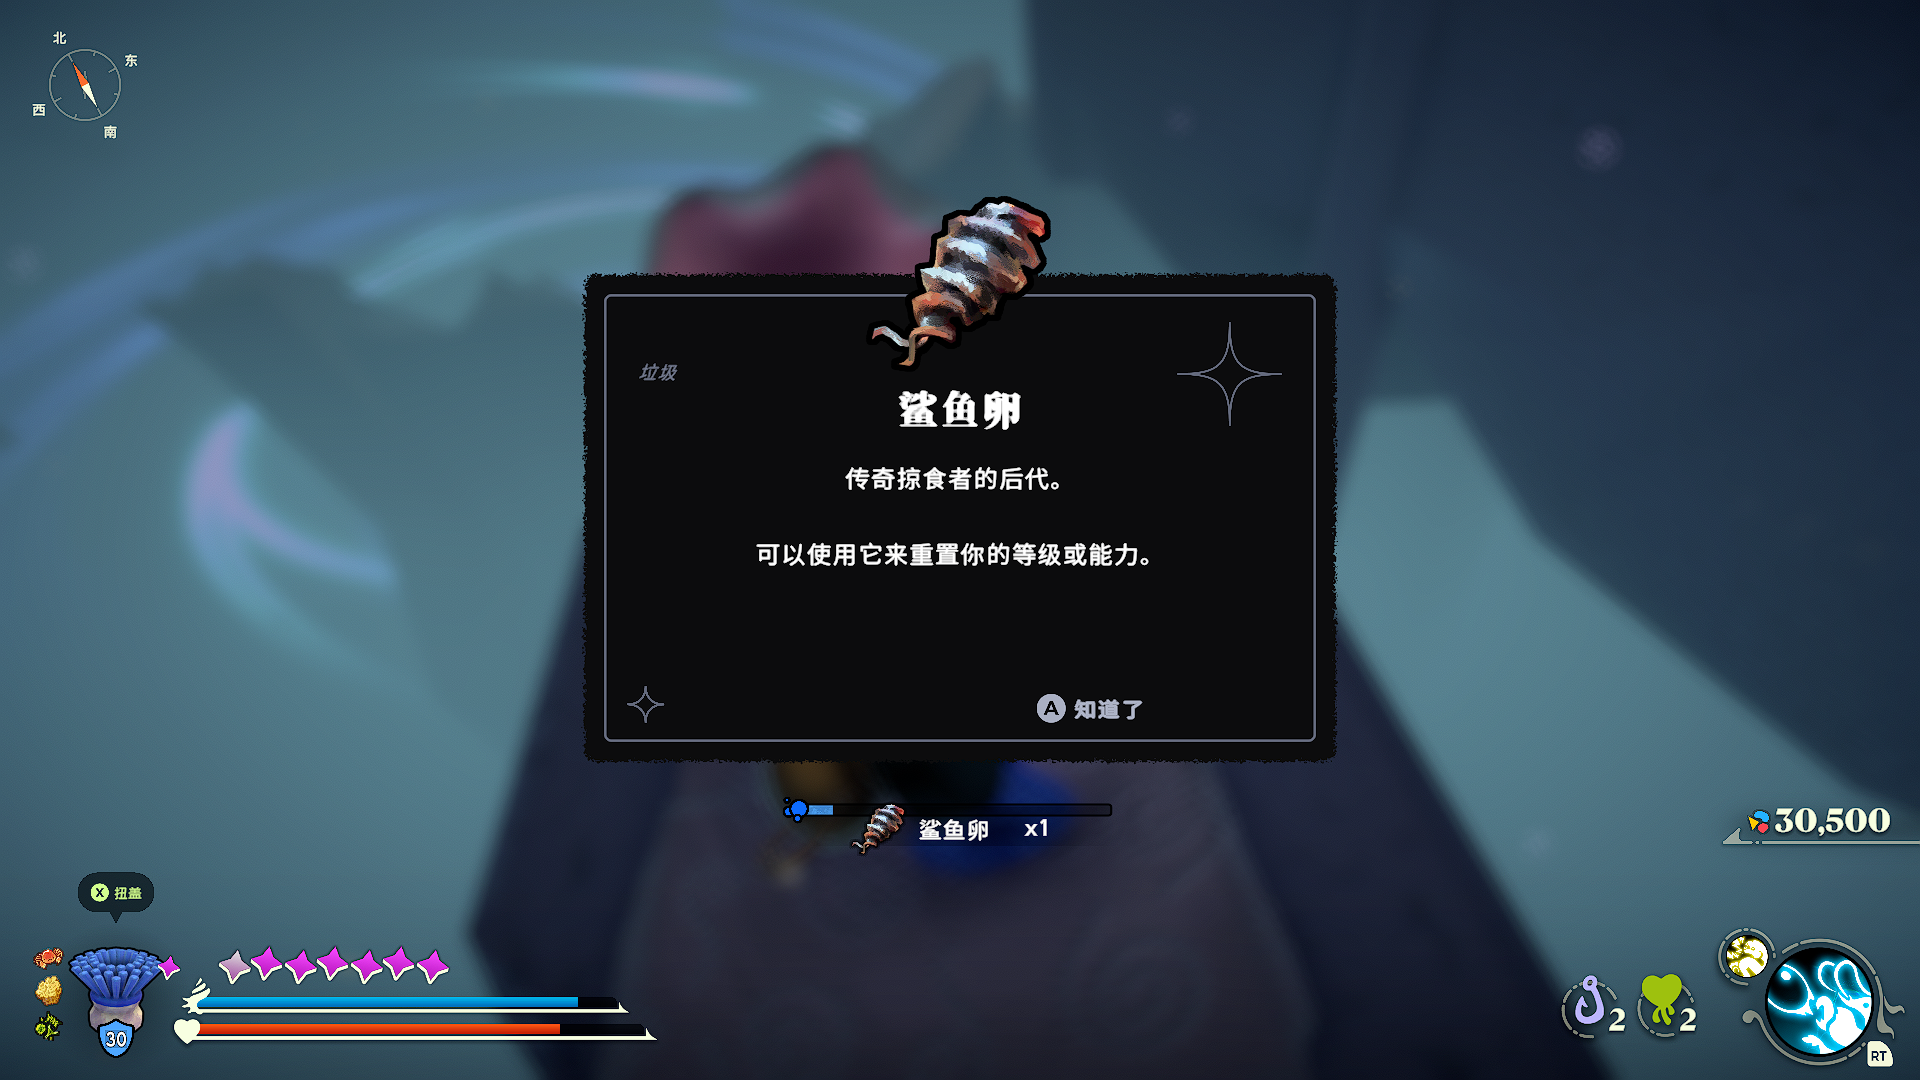 北
东
西
南
垃圾
鲨鱼卵
传奇掠食者的后代。
可以使用它来重置你的等级或能力。
A 知道了
鲨鱼卵 x1
30,500
X 扭盖
30
2
2
RT